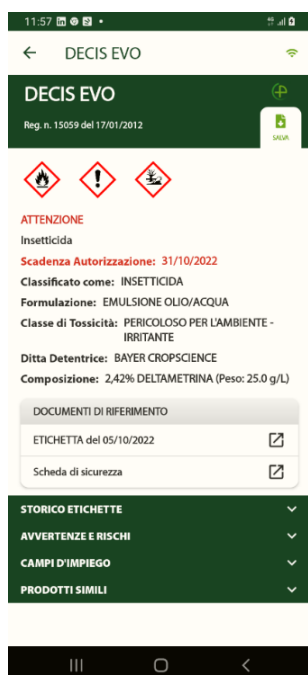 11:57
DECIS EVO
DECIS EVO
Reg. n. 15059 del 17/01/2012
SALVA
ATTENZIONE
Insetticida
Scadenza Autorizzazione: 31/10/2022
Classificato come: INSETTICIDA
Formulazione: EMULSIONE OLIO/ACQUA
Classe di Tossicità: PERICOLOSO PER L'AMBIENTE -
IRRITANTE
Ditta Detentrice: BAYER CROPSCIENCE
Composizione: 2,42% DELTAMETRINA (Peso: 25.0 g/L)
DOCUMENTI DI RIFERIMENTO
ETICHETTA del 05/10/2022
Scheda di sicurezza
STORICO ETICHETTE
AVVERTENZE E RISCHI
CAMPI D'IMPIEGO
PRODOTTI SIMILI